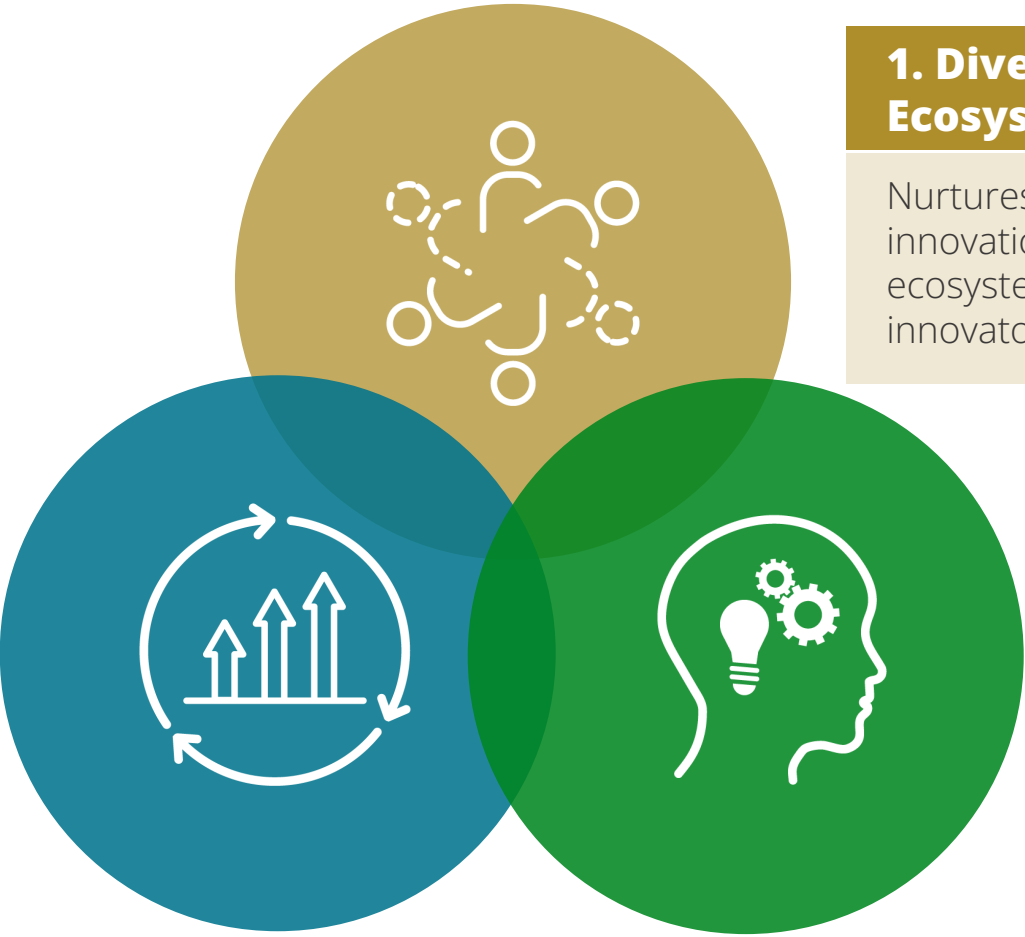 1. Dive
Ecosys
Nurtures
innovatio
ecosyste
innovato